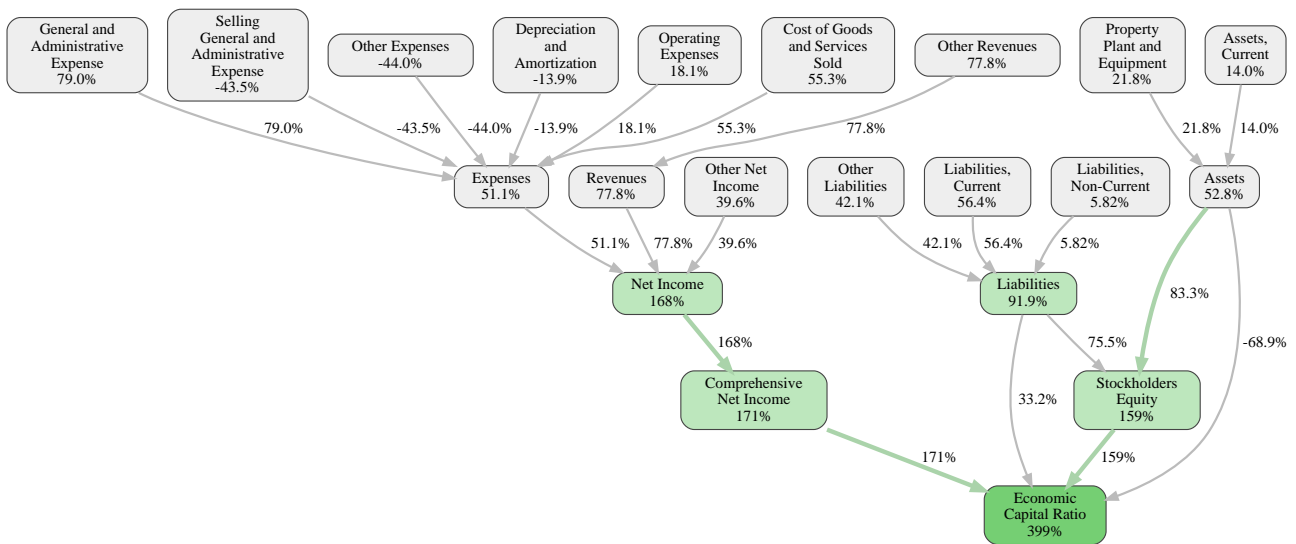 General and
Administrative
Expense
79.0%
Selling
General and
Administrative
Expense
-43.5%
Other Expenses
-44.0%
Depreciation
and
Amortization
-13.9%
Operating
Expenses
18.1%
Cost of Goods
and Services
Sold
55.3%
Other Revenues
77.8%
Property
Plant and
Equipment
21.8%
Assets,
Current
14.0%
79.0%
-43.5%
-44.0%
-13.9%
18.1%
55.3%
77.8%
21.8%
14.0%
Expenses
51.1%
Revenues
77.8%
Other Net
Income
39.6%
Other
Liabilities
42.1%
Liabilities,
Current
56.4%
Liabilities,
Non-Current
5.82%
Assets
52.8%
51.1%
77.8%
39.6%
42.1%
56.4%
5.82%
Net Income
168%
Liabilities
91.9%
83.3%
168%
75.5%
-68.9%
Comprehensive
Net Income
171%
33.2%
Stockholders
Equity
159%
171%
159%
Economic
Capital Ratio
399%